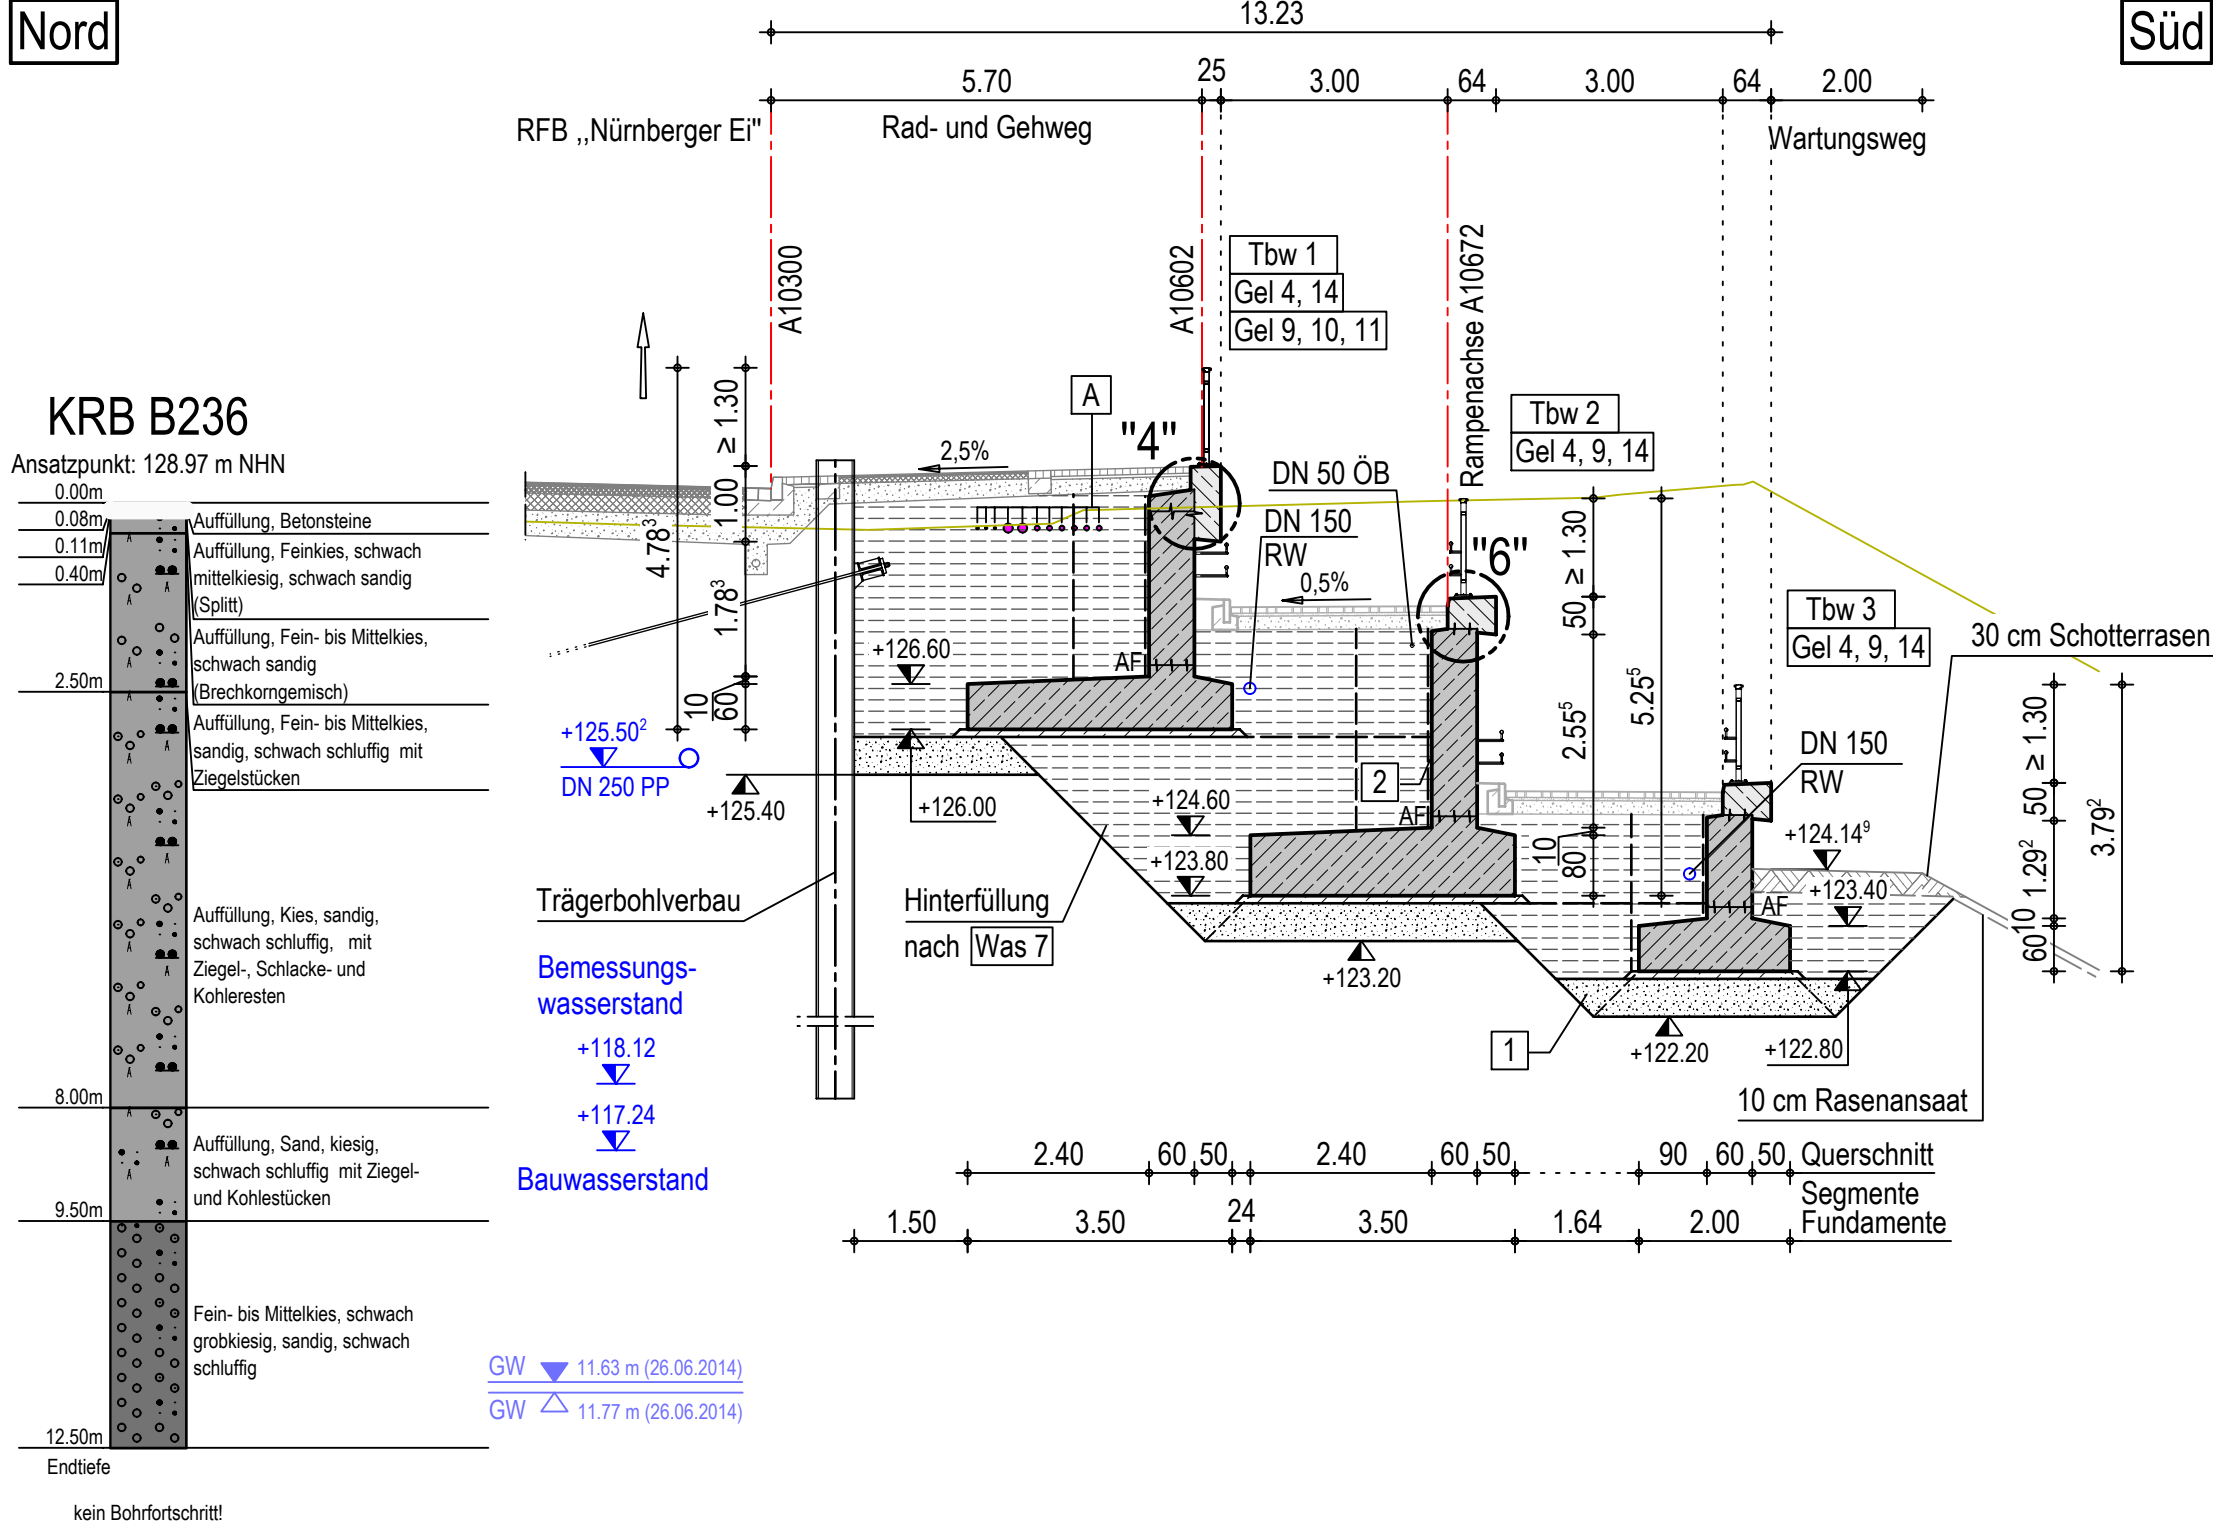 Nord
13.23
Süd
5.70
25
3.00
64
3.00
64
2.00
RFB ,,Nürnberger Ei"
Rad- und Gehweg
Wartungsweg
A10300
A10602
Rampenachse A10672
Tbw 1
Gel 4, 14
Gel 9, 10, 11
Tbw 2
Gel 4, 9, 14
Tbw 3
Gel 4, 9, 14
KRB B236
Ansatzpunkt: 128.97 m NHN
0.00m
0.08m
0.11m
0.40m
2.50m
8.00m
9.50m
12.50m
Endtiefe
kein Bohrfortschritt!
Auffüllung, Betonsteine
Auffüllung, Feinkies, schwach
mittelkiesig, schwach sandig
(Splitt)
Auffüllung, Fein- bis Mittelkies,
schwach sandig
(Brechkorngemisch)
Auffüllung, Fein- bis Mittelkies,
sandig, schwach schluffig mit
Ziegelstücken
Auffüllung, Kies, sandig,
schwach schluffig, mit
Ziegel-, Schlacke- und
Kohleresten
Auffüllung, Sand, kiesig,
schwach schluffig mit Ziegel-
und Kohlestücken
Fein- bis Mittelkies, schwach
grobkiesig, sandig, schwach
schluffig
GW 11.63 m (26.06.2014)
GW 11.77 m (26.06.2014)
4.78³
≥ 1.30
1.00
1.78³
10
60
2,5%
A
"4"
DN 50 ÖB
DN 150
RW
0,5%
"6"
≥ 1.30
50
2.55⁵
10
80
5.25⁵
30 cm Schotterrasen
≥ 1.30
50
1.29²
10
60
3.79²
+126.60
AF
+126.00
+125.50²
DN 250 PP
+125.40
2
AF
+124.60
+123.80
+123.20
DN 150
RW
+124.14⁹
+123.40
AF
+122.20
+122.80
1
10 cm Rasenansaat
Trägerbohlverbau
Hinterfüllung
nach Was 7
Bemessungs-
wasserstand
+118.12
+117.24
Bauwasserstand
2.40
60
50
2.40
60
50
90
60
50
Querschnitt
Segmente
Fundamente
1.50
3.50
24
3.50
1.64
2.00